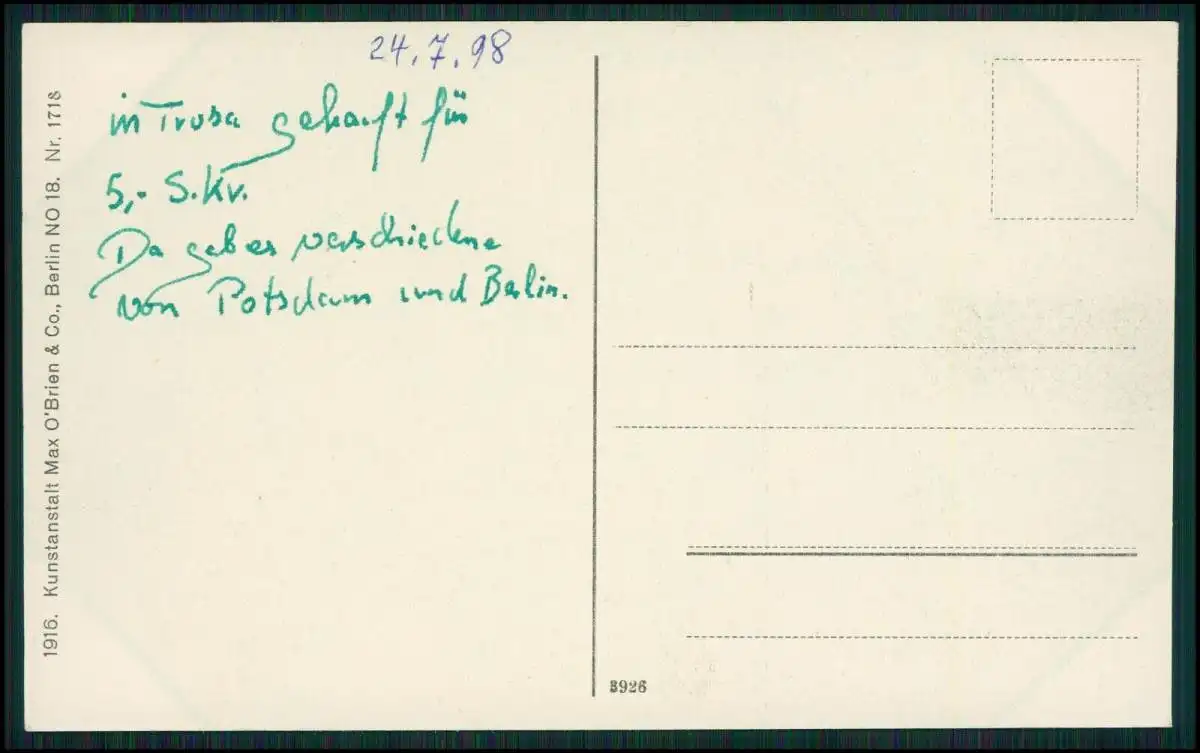 24.7.98
in Trosa gekauft für
5,- S.Kr.
Da gab es verschiedene
von Potsdam und Berlin.
1916. Kunstanstalt Max O'Brien & Co., Berlin NO 18. Nr. 1718
3926